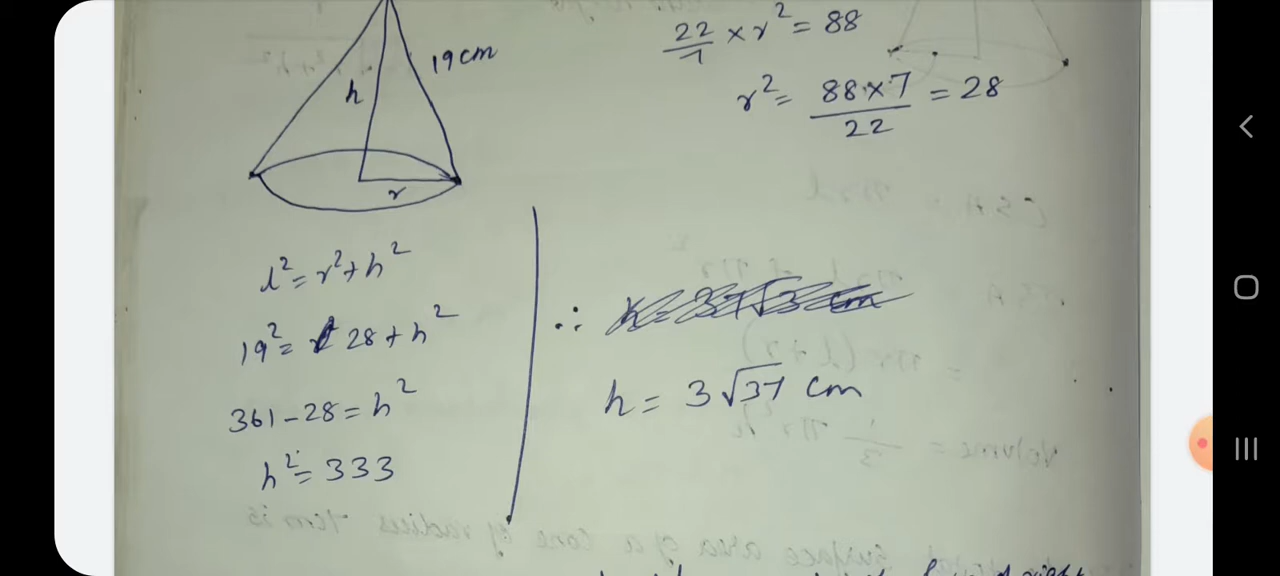 22/7 × r² = 88
19 cm
h
r² = 88×7/22 = 28
r
l² = r² + h²
19² = 28 + h²
361 - 28 = h²
h² = 333
∴
h = 3√37 cm